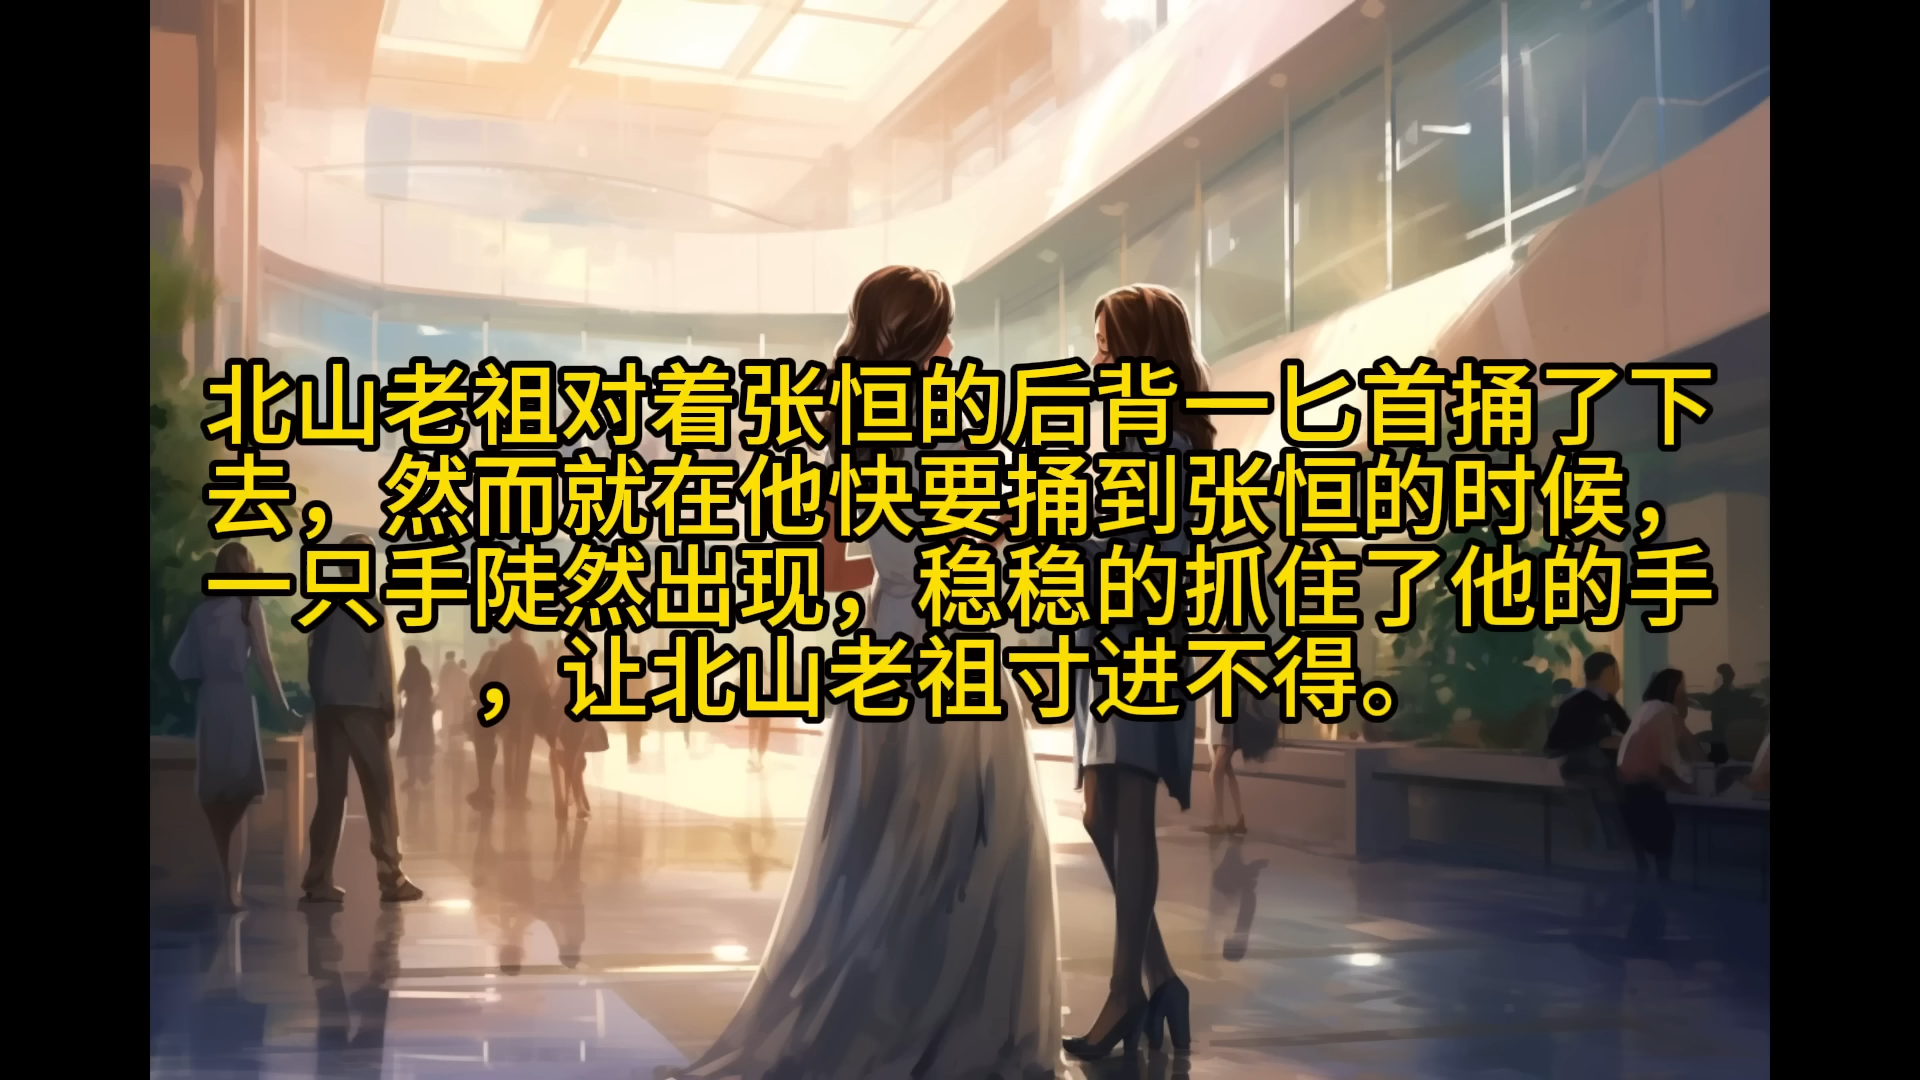 北山老祖对着张恒的后背一匕首捅了下
去，然而就在他快要捅到张恒的时候，
一只手陡然出现，稳稳的抓住了他的手
，让北山老祖寸进不得。